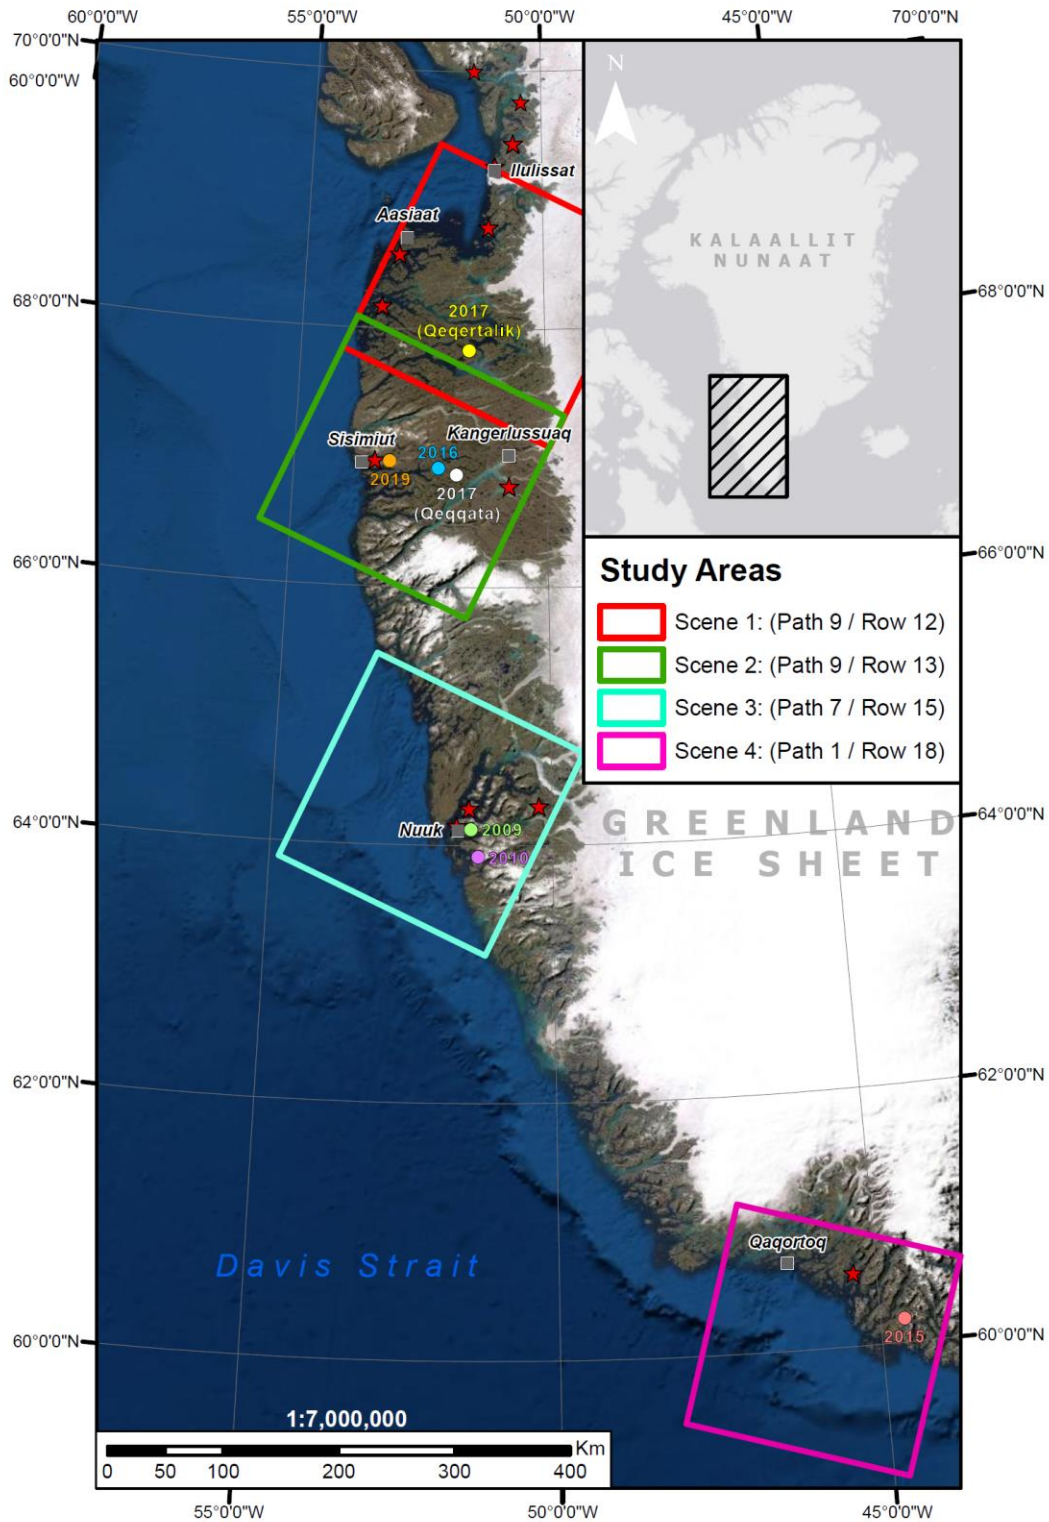 60°0'0"W
55°0'0"W
50°0'0"W
45°0'0"W
70°0'0"W
70°0'0"N
60°0'0"W
N
Ilulissat
Aasiaat
KALAALLIT
NUNAAT
68°0'0"N
68°0'0"N
2017
(Qeqertalik)
Sisimiut
Kangerlussuaq
2016
2019
2017
(Qeqqata)
66°0'0"N
66°0'0"N
Study Areas
Scene 1: (Path 9 / Row 12)
Scene 2: (Path 9 / Row 13)
Scene 3: (Path 7 / Row 15)
Scene 4: (Path 1 / Row 18)
64°0'0"N
64°0'0"N
Nuuk
2009
2010
GREENLAND
ICE SHEET
62°0'0"N
62°0'0"N
Qaqortoq
Davis Strait
2015
60°0'0"N
60°0'0"N
1:7,000,000
Km
0 50 100 200 300 400
55°0'0"W
50°0'0"W
45°0'0"W